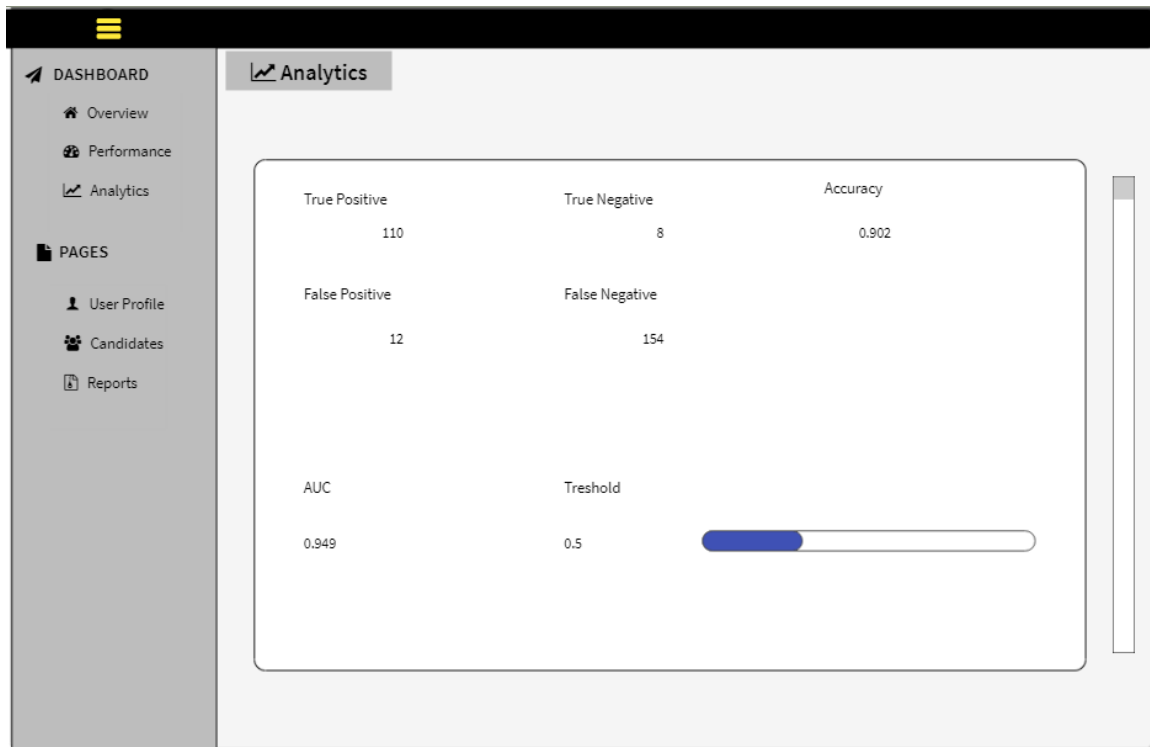 DASHBOARD
Overview
Performance
Analytics
PAGES
User Profile
Candidates
Reports
Analytics
True Positive
True Negative
Accuracy
110
8
0.902
False Positive
False Negative
12
154
AUC
Treshold
0.949
0.5